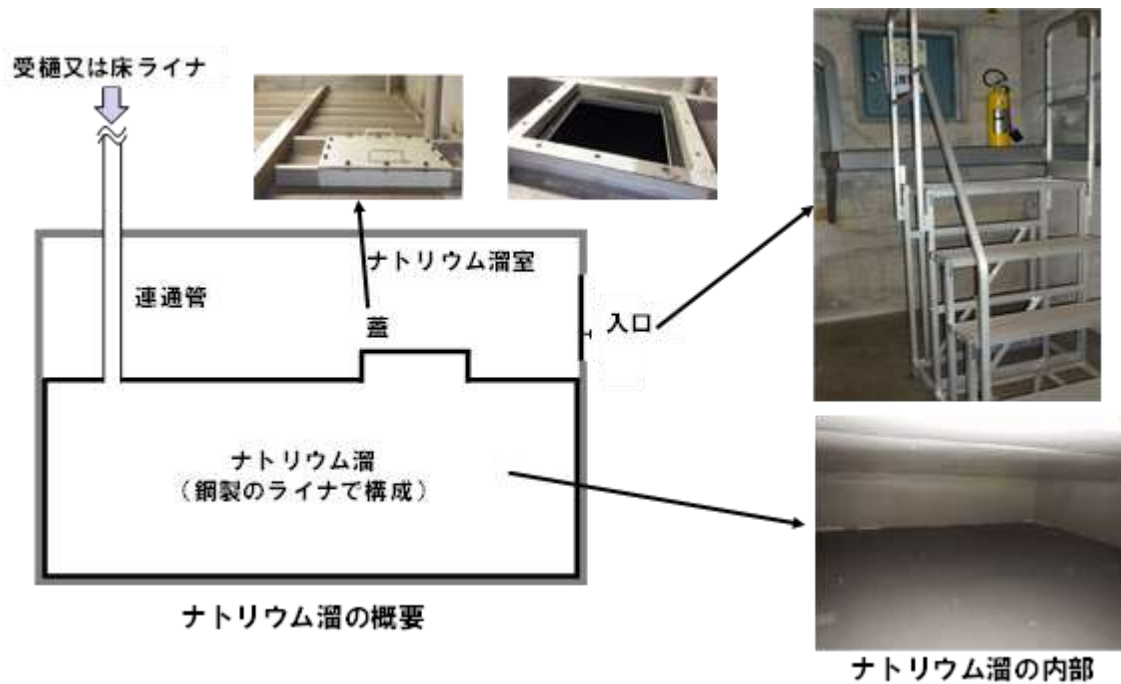 受樋又は床ライナ
ナトリウム溜室
連通管
蓋
入口
ナトリウム溜
（鋼製のライナで構成）
ナトリウム溜の概要
ナトリウム溜の内部